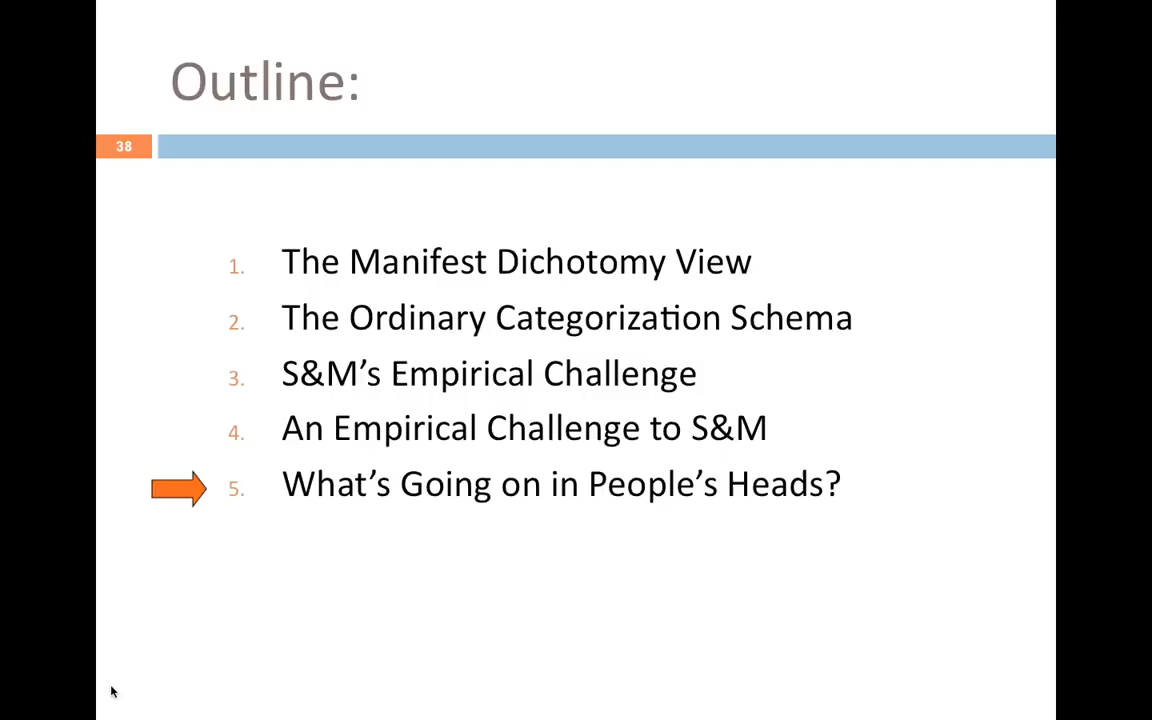 Outline:
38
1. The Manifest Dichotomy View
2. The Ordinary Categorization Schema
3. S&M’s Empirical Challenge
4. An Empirical Challenge to S&M
5. What’s Going on in People’s Heads?